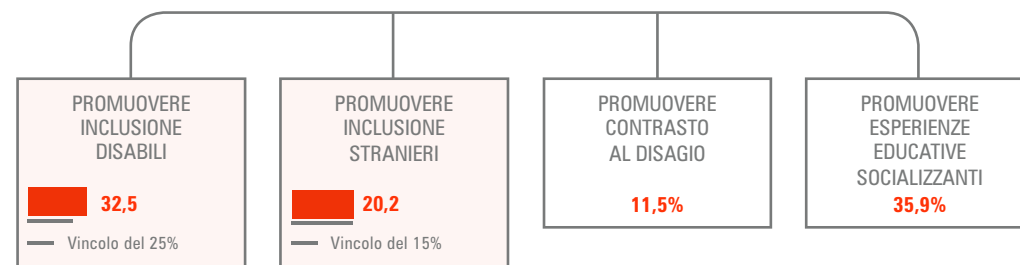 PROMUOVERE
INCLUSIONE
DISABILI
32,5
Vincolo del 25%
PROMUOVERE
INCLUSIONE
STRANIERI
20,2
Vincolo del 15%
PROMUOVERE
CONTRASTO
AL DISAGIO
11,5%
PROMUOVERE
ESPERIENZE
EDUCATIVE
SOCIALIZZANTI
35,9%